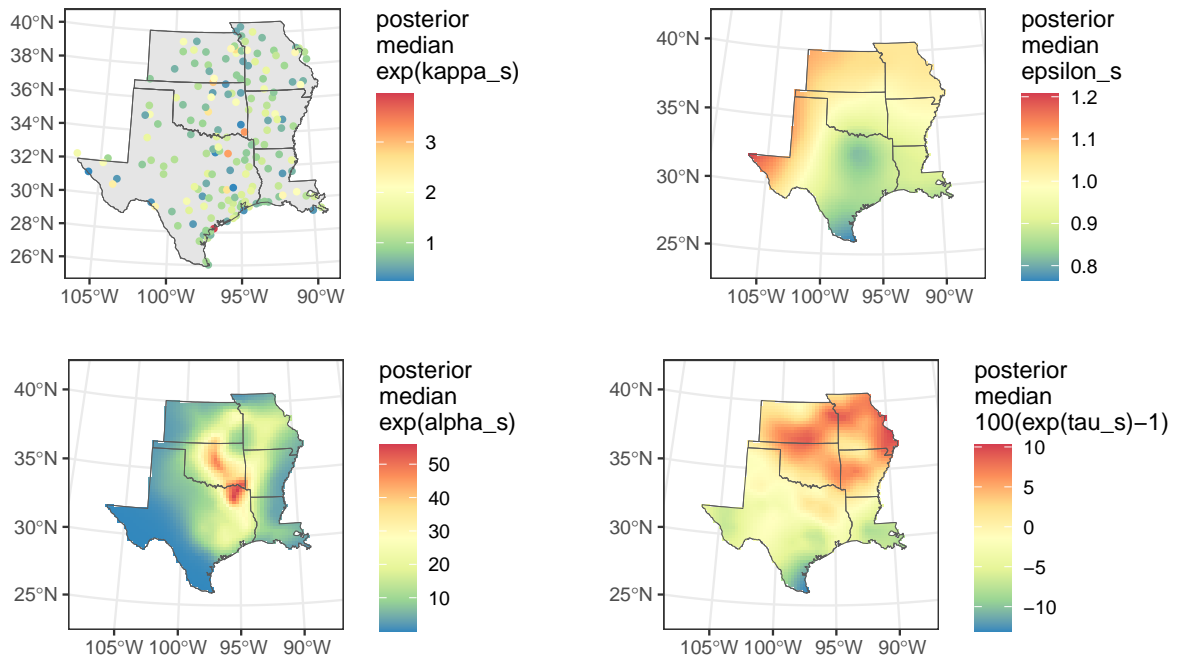 40°N
38°N
36°N
34°N
32°N
30°N
28°N
26°N
105°W 100°W 95°W 90°W
posterior
median
exp(kappa_s)
3
2
1
40°N
35°N
30°N
25°N
105°W 100°W 95°W 90°W
posterior
median
epsilon_s
1.2
1.1
1.0
0.9
0.8
40°N
35°N
30°N
25°N
105°W 100°W 95°W 90°W
posterior
median
exp(alpha_s)
50
40
30
20
10
40°N
35°N
30°N
25°N
105°W 100°W 95°W 90°W
posterior
median
100(exp(tau_s)−1)
10
5
0
−5
−10